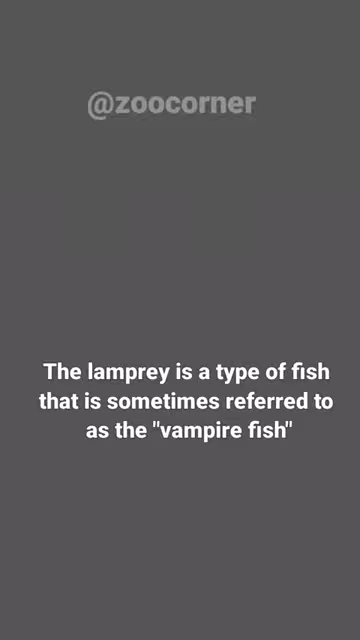 @zoocorner
The lamprey is a type of fish
that is sometimes referred to
as the "vampire fish"